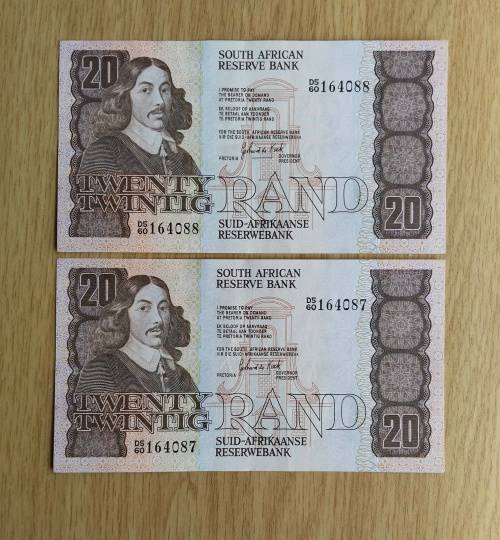 20
SOUTH AFRICAN
RESERVE BANK
D5/60 164088
I PROMISE TO PAY
THE BEARER ON DEMAND
AT PRETORIA TWENTY RAND
EK BELOOF OP AANVRAAG
TE BETAAL AAN TOONDER
TE PRETORIA TWINTIG RAND
FOR THE SOUTH AFRICAN RESERVE BANK
VIR DIE SUID-AFRIKAANSE RESERWEBANK
PRETORIA
GOVERNOR
PRESIDENT
TWENTY
TWINTIG RAND
D5/60 164088
SUID-AFRIKAANSE
RESERWEBANK
20
20
SOUTH AFRICAN
RESERVE BANK
D5/60 164087
I PROMISE TO PAY
THE BEARER ON DEMAND
AT PRETORIA TWENTY RAND
EK BELOOF OP AANVRAAG
TE BETAAL AAN TOONDER
TE PRETORIA TWINTIG RAND
FOR THE SOUTH AFRICAN RESERVE BANK
VIR DIE SUID-AFRIKAANSE RESERWEBANK
PRETORIA
GOVERNOR
PRESIDENT
TWENTY
TWINTIG RAND
D5/60 164087
SUID-AFRIKAANSE
RESERWEBANK
20